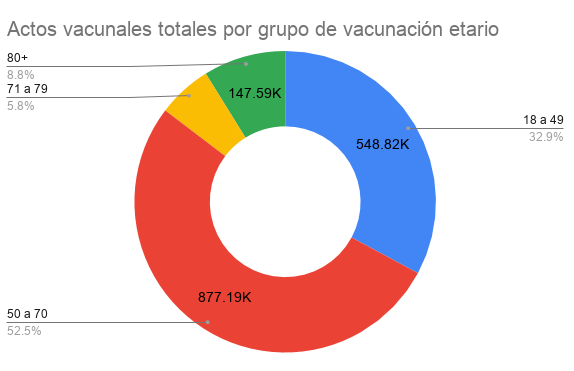 Actos vacunales totales por grupo de vacunación etario
80+
8.8%
71 a 79
5.8%
147.59K
18 a 49
32.9%
548.82K
877.19K
50 a 70
52.5%